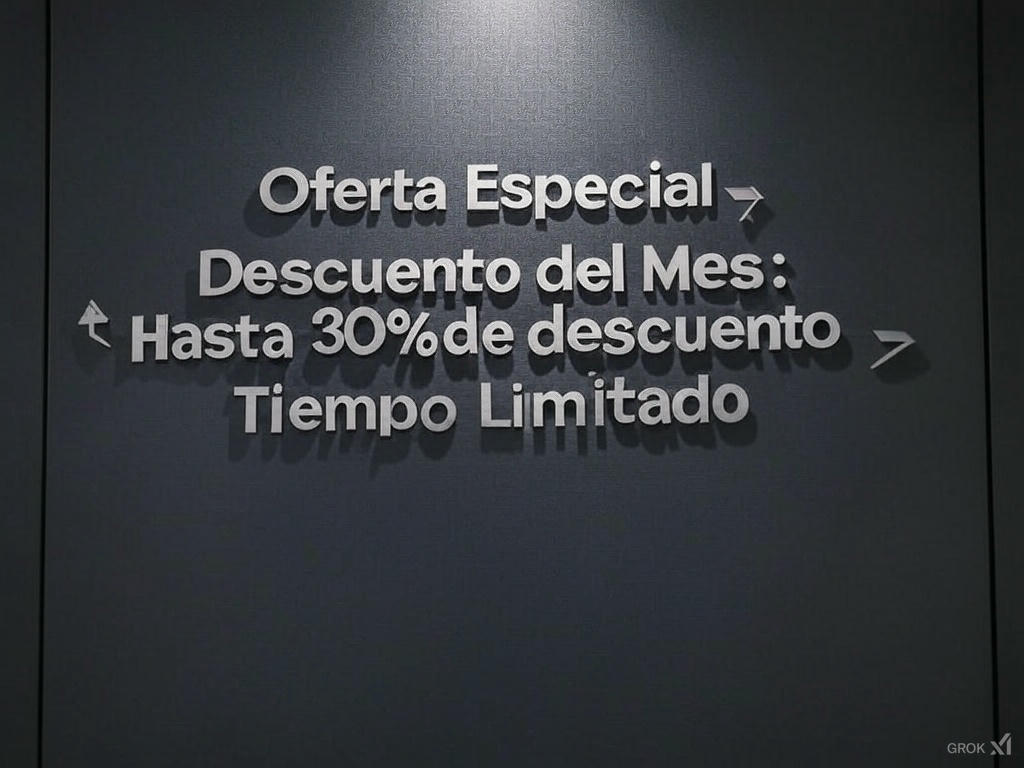 Oferta Especial
Descuento del Mes:
Hasta 30% de descuento
Tiempo Limitado
GROK